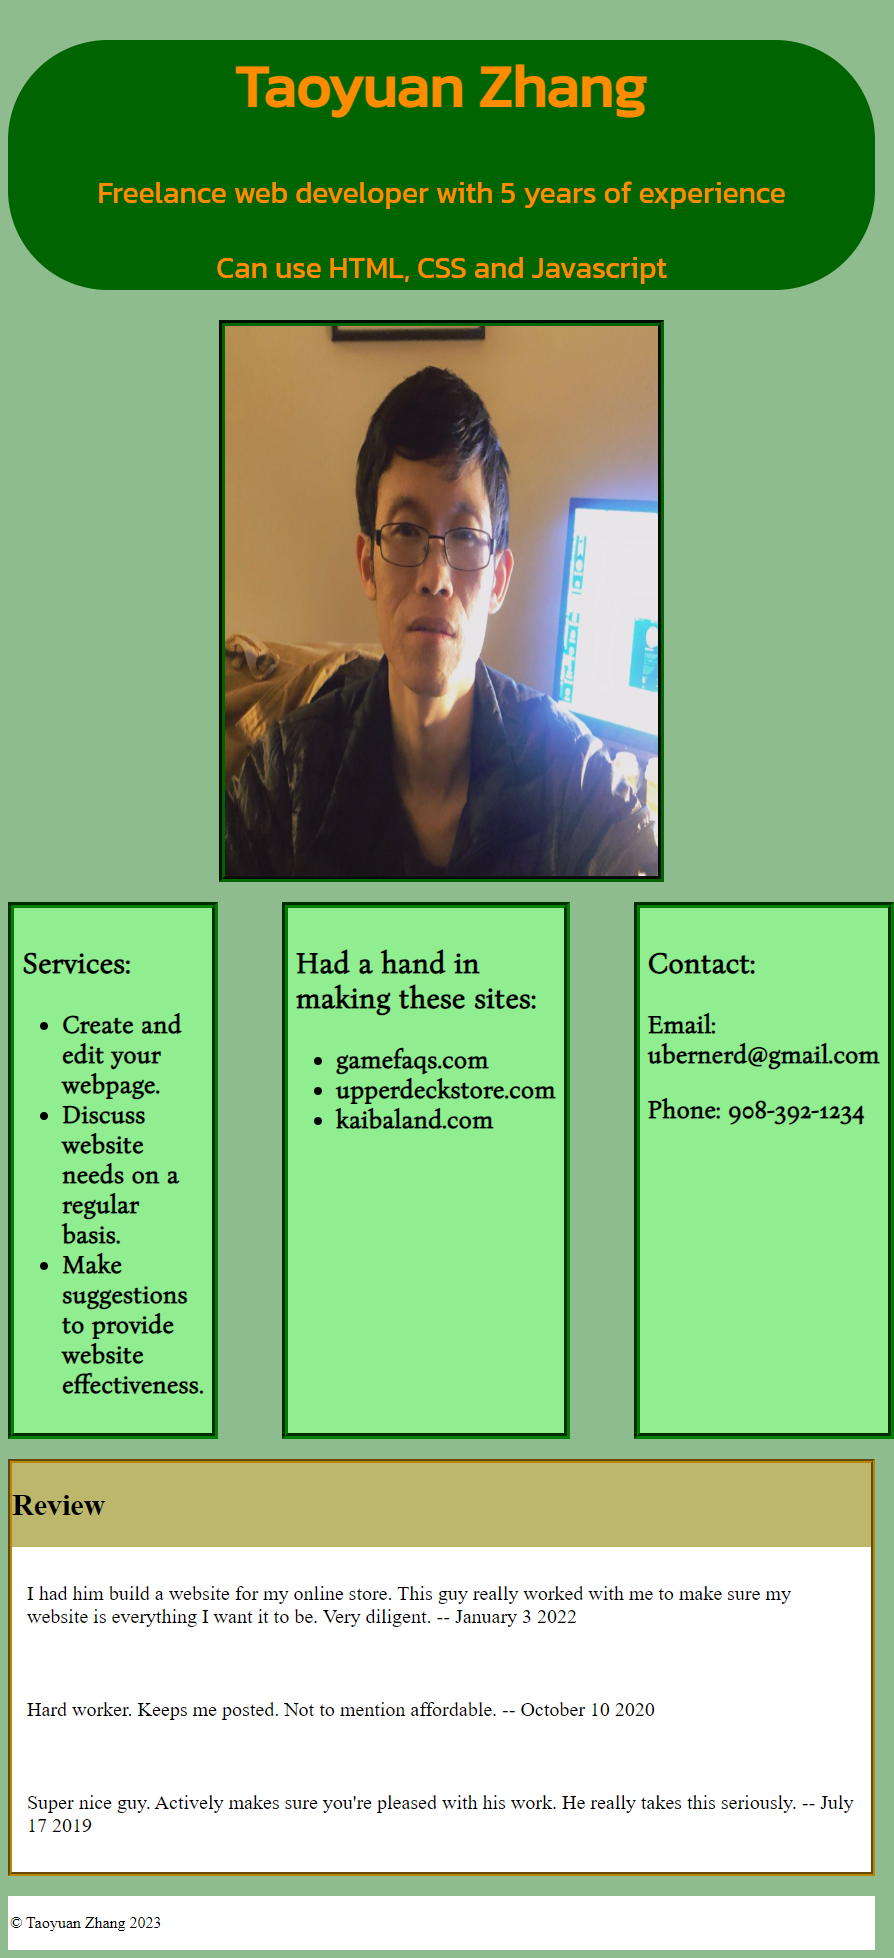 Taoyuan Zhang
Freelance web developer with 5 years of experience
Can use HTML, CSS and Javascript
Services:
• Create and
edit your
webpage.
• Discuss
website
needs on a
regular
basis.
• Make
suggestions
to provide
website
effectiveness.
Had a hand in
making these sites:
• gamefaqs.com
• upperdeckstore.com
• kaibaland.com
Contact:
Email:
ubernerd@gmail.com
Phone: 908-392-1234
Review
I had him build a website for my online store. This guy really worked with me to make sure my
website is everything I want it to be. Very diligent. -- January 3 2022
Hard worker. Keeps me posted. Not to mention affordable. -- October 10 2020
Super nice guy. Actively makes sure you're pleased with his work. He really takes this seriously. -- July
17 2019
© Taoyuan Zhang 2023